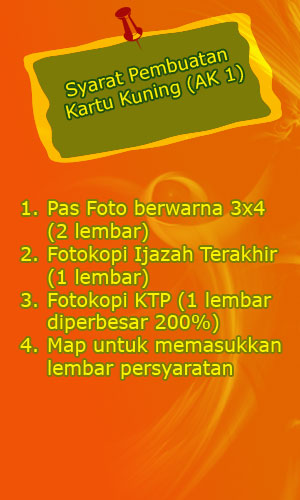 Syarat Pembuatan
Kartu Kuning (AK 1)
1. Pas Foto berwarna 3x4
(2 lembar)
2. Fotokopi Ijazah Terakhir
(1 lembar)
3. Fotokopi KTP (1 lembar
diperbesar 200%)
4. Map untuk memasukkan
lembar persyaratan